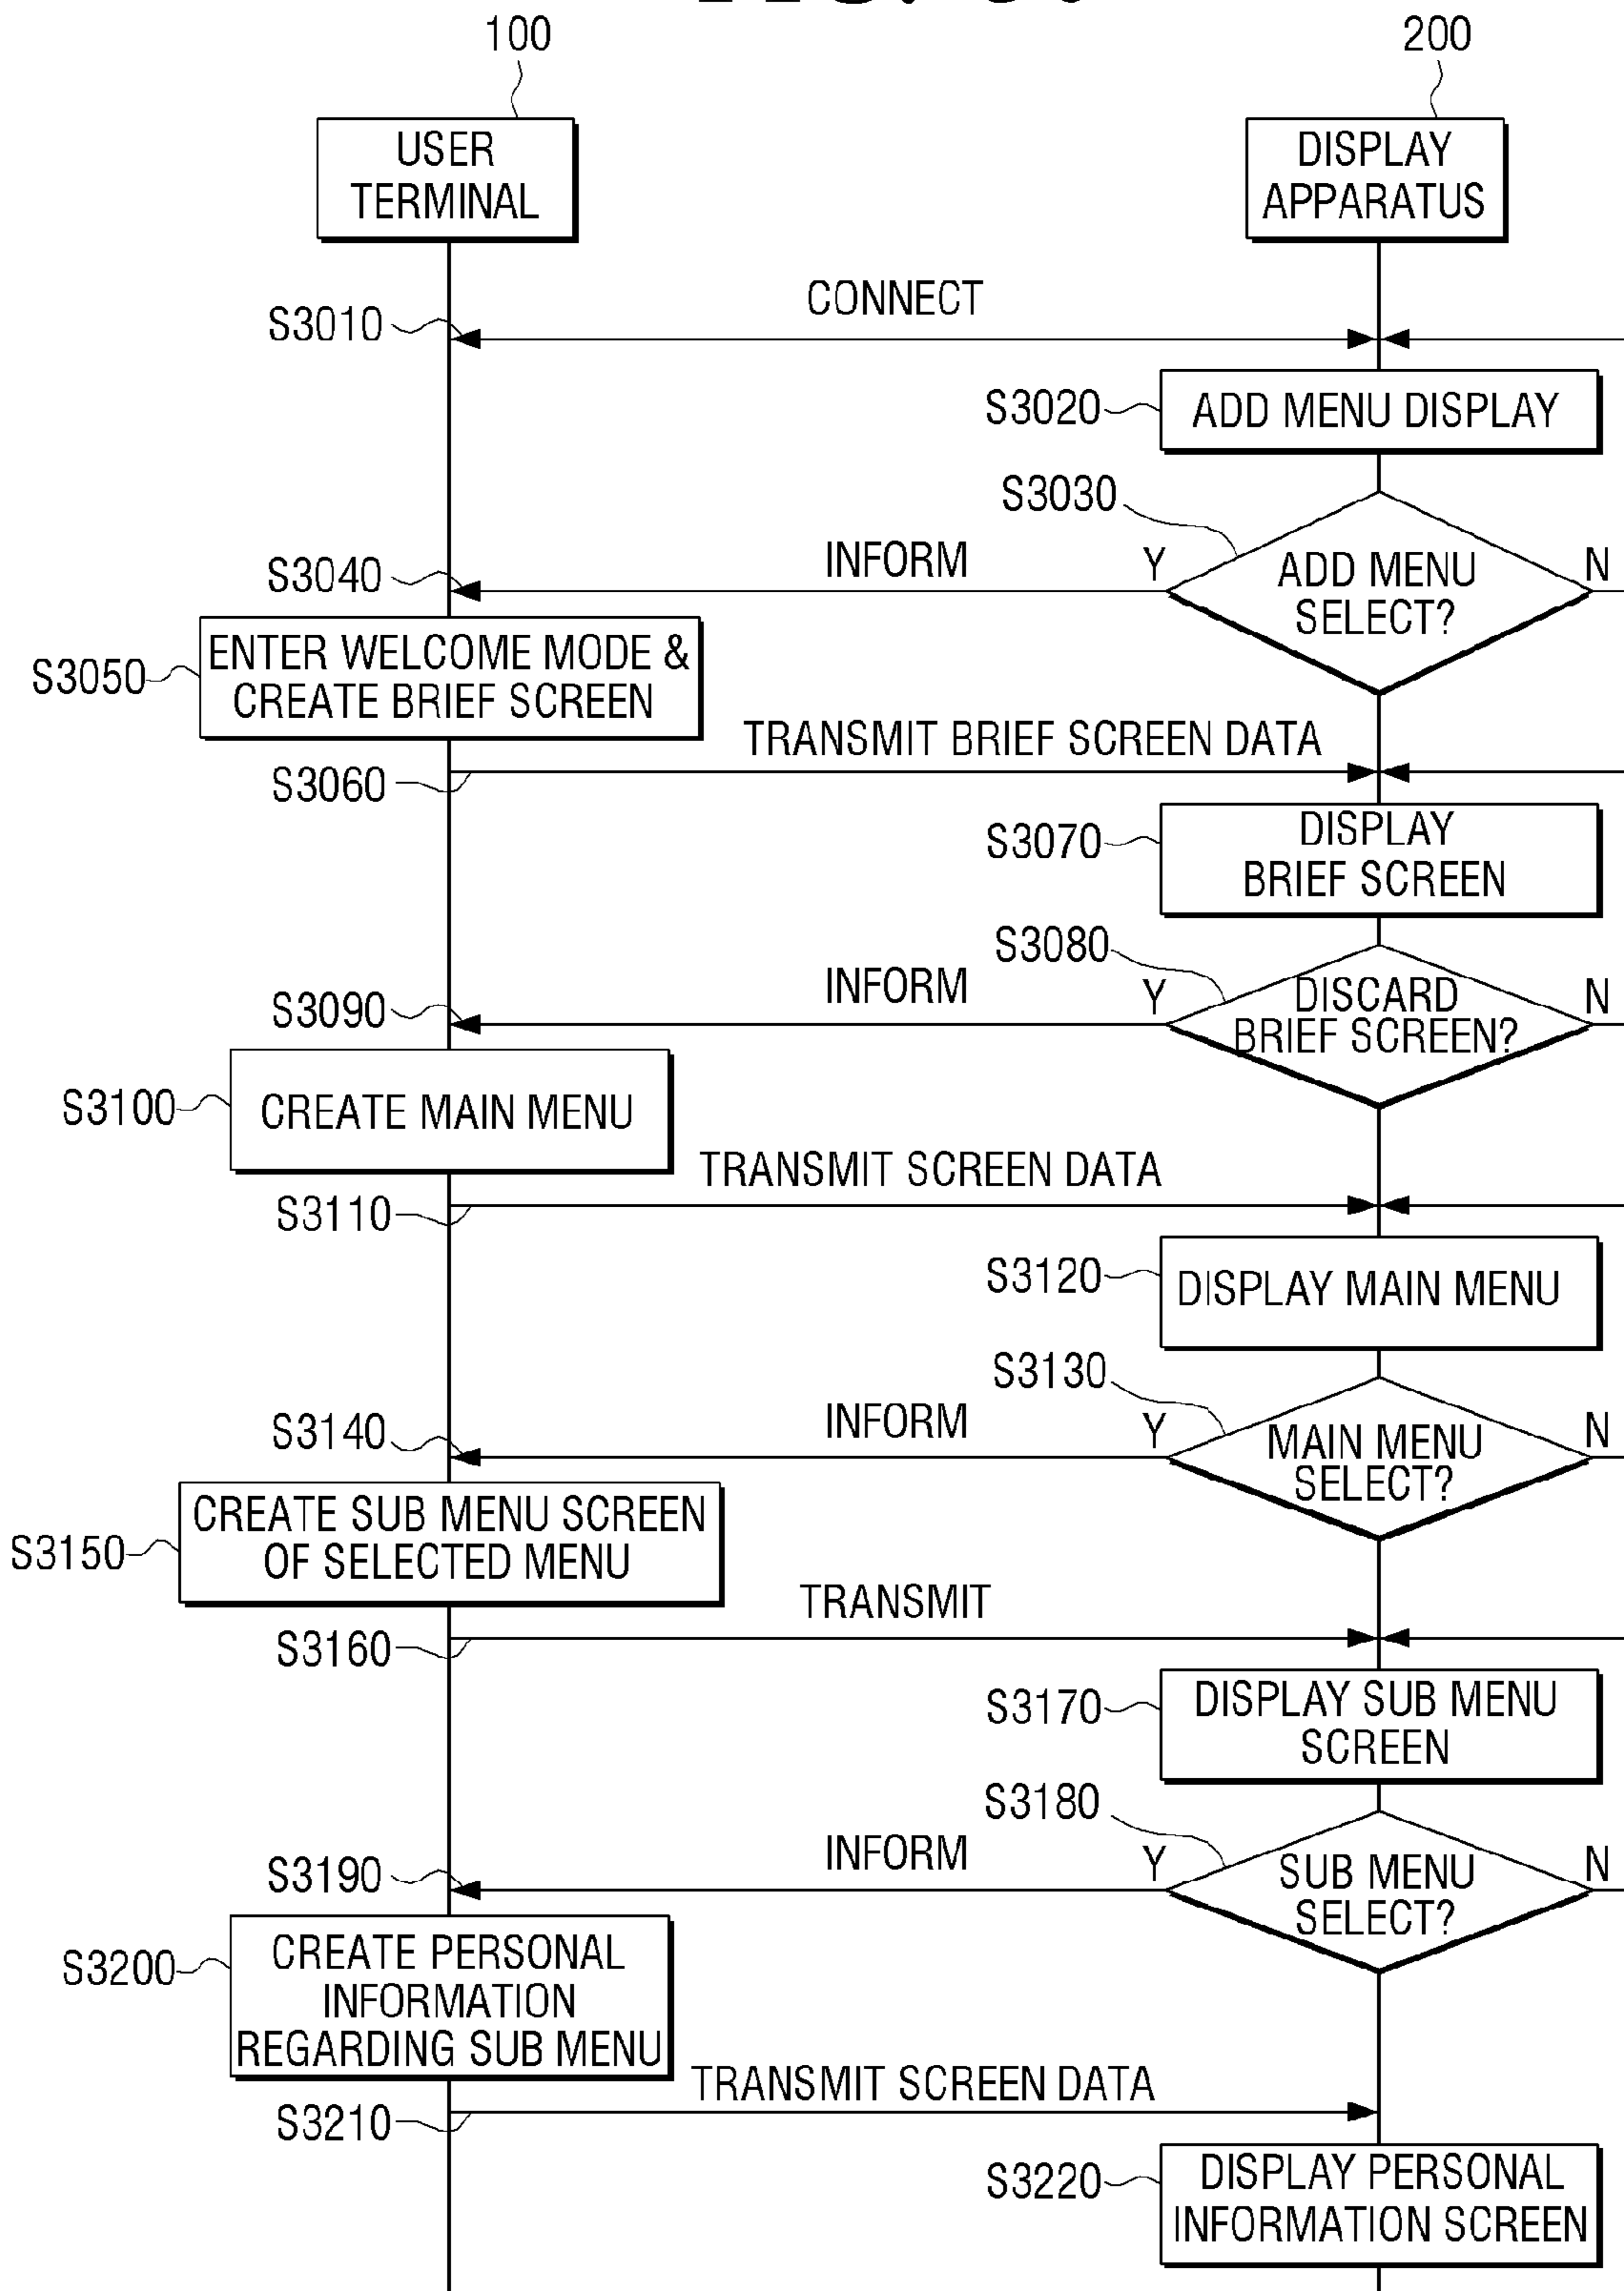 100
200
USER
TERMINAL
DISPLAY
APPARATUS
CONNECT
S3010
S3020
ADD MENU DISPLAY
S3030
INFORM
Y
N
S3040
ADD MENU
SELECT?
ENTER WELCOME MODE &
CREATE BRIEF SCREEN
S3050
TRANSMIT BRIEF SCREEN DATA
S3060
S3070
DISPLAY
BRIEF SCREEN
S3080
INFORM
Y
N
S3090
DISCARD
BRIEF SCREEN?
S3100
CREATE MAIN MENU
TRANSMIT SCREEN DATA
S3110
S3120
DISPLAY MAIN MENU
S3130
INFORM
Y
N
S3140
MAIN MENU
SELECT?
CREATE SUB MENU SCREEN
OF SELECTED MENU
S3150
TRANSMIT
S3160
S3170
DISPLAY SUB MENU
SCREEN
S3180
INFORM
Y
N
S3190
SUB MENU
SELECT?
S3200
CREATE PERSONAL
INFORMATION
REGARDING SUB MENU
TRANSMIT SCREEN DATA
S3210
S3220
DISPLAY PERSONAL
INFORMATION SCREEN